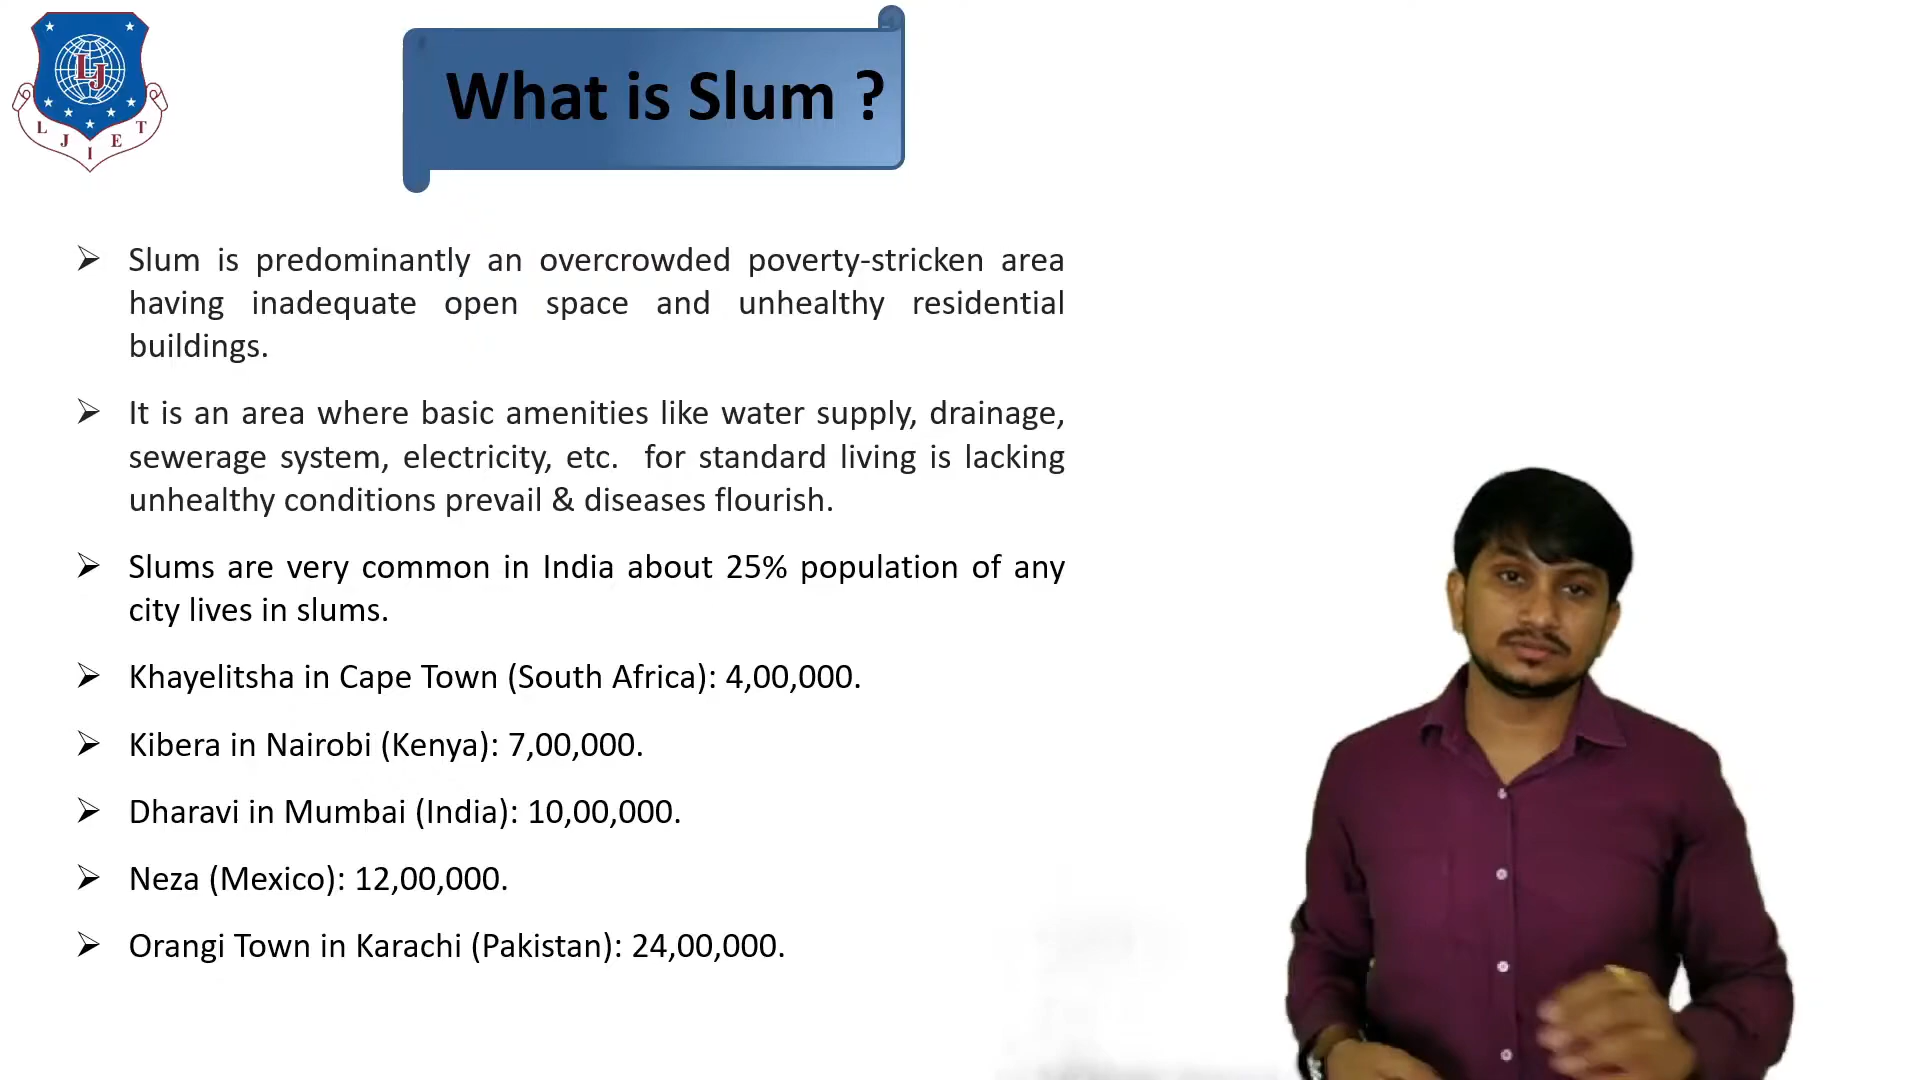 L J I E T
LJ
What is Slum ?
Slum is predominantly an overcrowded poverty-stricken area
having inadequate open space and unhealthy residential
buildings.
It is an area where basic amenities like water supply, drainage,
sewerage system, electricity, etc. for standard living is lacking
unhealthy conditions prevail & diseases flourish.
Slums are very common in India about 25% population of any
city lives in slums.
Khayelitsha in Cape Town (South Africa): 4,00,000.
Kibera in Nairobi (Kenya): 7,00,000.
Dharavi in Mumbai (India): 10,00,000.
Neza (Mexico): 12,00,000.
Orangi Town in Karachi (Pakistan): 24,00,000.